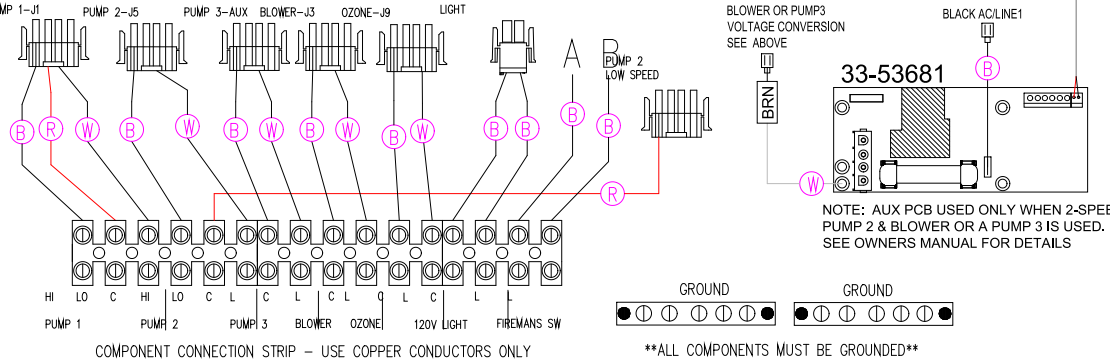 MP 1-J1 PUMP 2-J5 PUMP 3-AUX BLOWER-J3 OZONE-J9 LIGHT
A B
PUMP 2
LOW SPEED
B R W B W B W B W B W B B B B
R
HI LO C HI LO C L C L C L C L C L L
PUMP 1 PUMP 2 PUMP 3 BLOWER OZONE 120V LIGHT FIREMANS SW
COMPONENT CONNECTION STRIP – USE COPPER CONDUCTORS ONLY
BLOWER OR PUMP3
VOLTAGE CONVERSION
SEE ABOVE
BLACK AC/LINE1
B
33-53681
BRN
W
NOTE: AUX PCB USED ONLY WHEN 2-SPEE
PUMP 2 & BLOWER OR A PUMP 3 IS USED.
SEE OWNERS MANUAL FOR DETAILS
GROUND GROUND
**ALL COMPONENTS MUST BE GROUNDED**